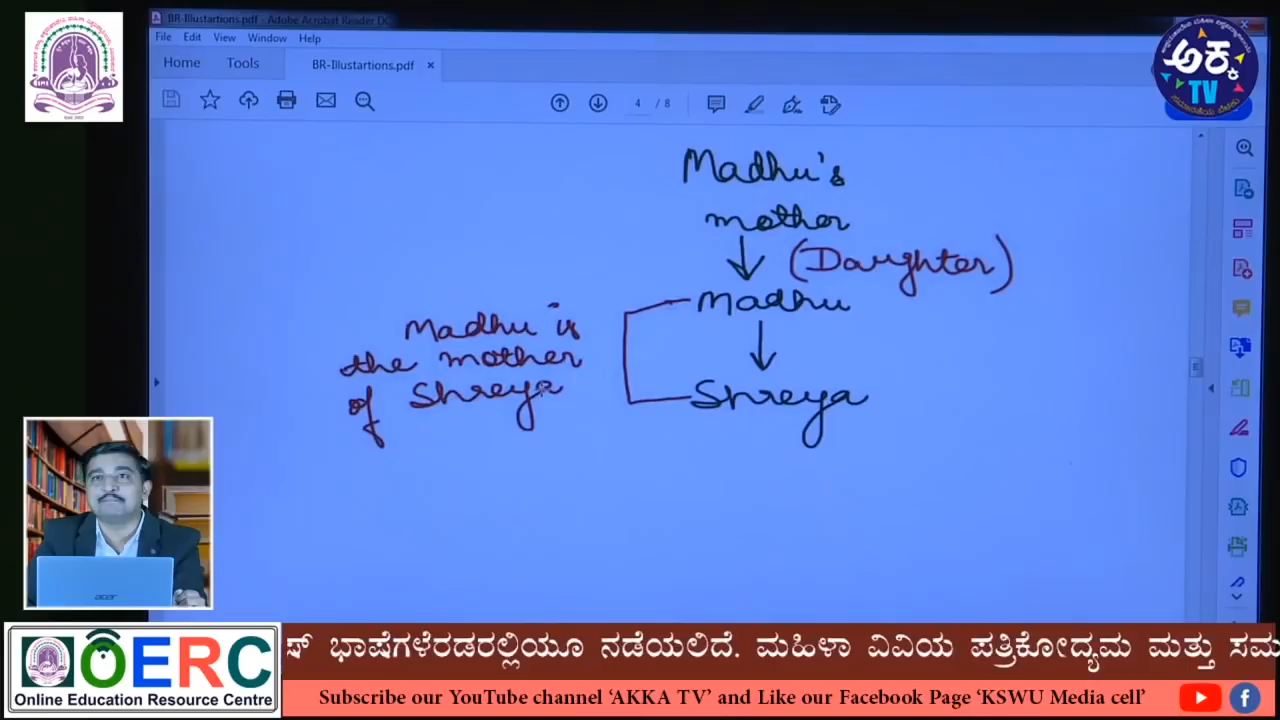 BR-Illustartions.pdf - Adobe Acrobat Reader DC
File Edit View Window Help
Home Tools BR-Illustartions.pdf ×
4 / 8
ಅಕ್ಕ
TV
Madhu's
mother
(Daughter)
Madhu
Shreya
Madhu is
the mother
of Shreya
acer
OERC
Online Education Resource Centre
ಷ್ ಭಾಷೆಗಳೆರಡರಲ್ಲಿಯೂ ನಡೆಯಲಿದೆ. ಮಹಿಳಾ ವಿವಿಯ ಪತ್ರಿಕೋದ್ಯಮ ಮತ್ತು ಸಮ
Subscribe our YouTube channel ‘AKKA TV’ and Like our Facebook Page ‘KSWU Media cell’